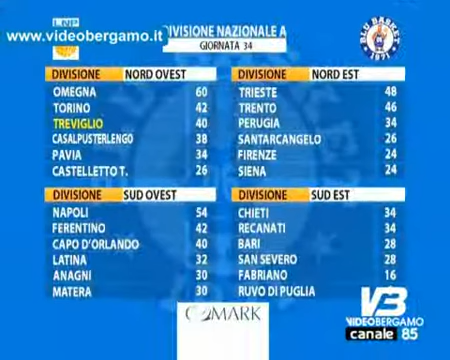 LNP
DIVISIONE NAZIONALE A
www.videobergamo.it
GIORNATA 34
BLU BASKET
1971
DIVISIONE NORD OVEST
OMEGNA 60
TORINO 42
TREVIGLIO 40
CASALPUSTERLENGO 38
PAVIA 34
CASTELLETTO T. 26
DIVISIONE NORD EST
TRIESTE 48
TRENTO 46
PERUGIA 34
SANTARCANGELO 26
FIRENZE 24
SIENA 24
DIVISIONE SUD OVEST
NAPOLI 54
FERENTINO 42
CAPO D'ORLANDO 40
LATINA 32
ANAGNI 30
MATERA 30
DIVISIONE SUD EST
CHIETI 34
RECANATI 34
BARI 28
SAN SEVERO 28
FABRIANO 16
RUVO DI PUGLIA
COMARK
VB
VIDEOBERGAMO
canale 85